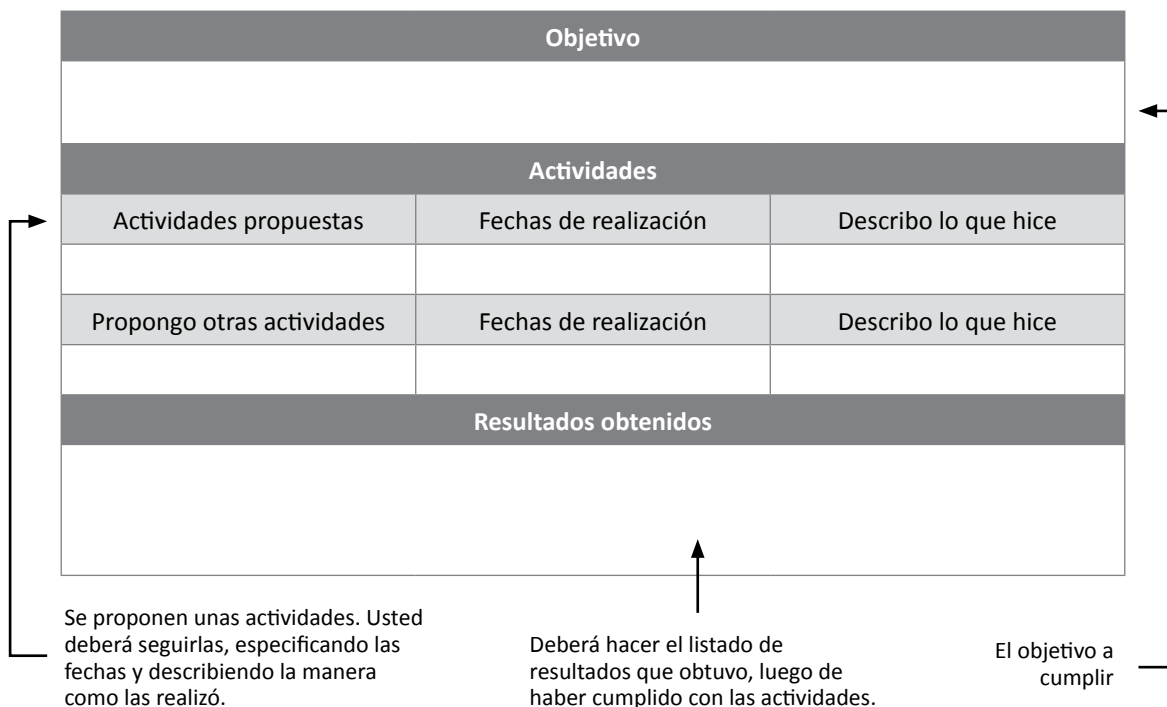 Objetivo
Actividades
Actividades propuestas
Fechas de realización
Describo lo que hice
Propongo otras actividades
Fechas de realización
Describo lo que hice
Resultados obtenidos
Se proponen unas actividades. Usted
deberá seguirlas, especificando las
fechas y describiendo la manera
como las realizó.
Deberá hacer el listado de
resultados que obtuvo, luego de
haber cumplido con las actividades.
El objetivo a
cumplir